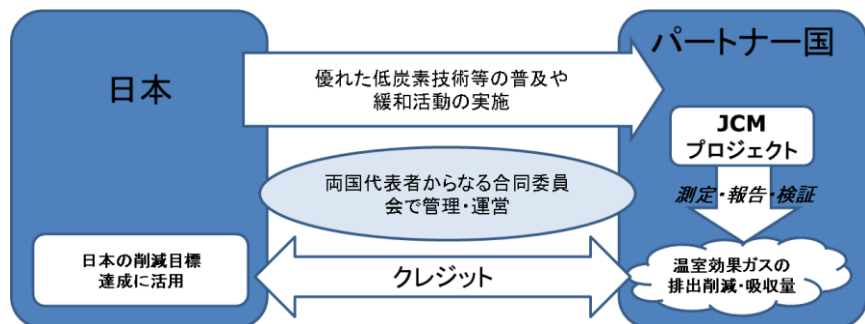 日本
優れた低炭素技術等の普及や
緩和活動の実施
パートナー国
JCM
プロジェクト
両国代表者からなる合同委員
会で管理・運営
測定・報告・検証
日本の削減目標
達成に活用
クレジット
温室効果ガスの
排出削減・吸収量